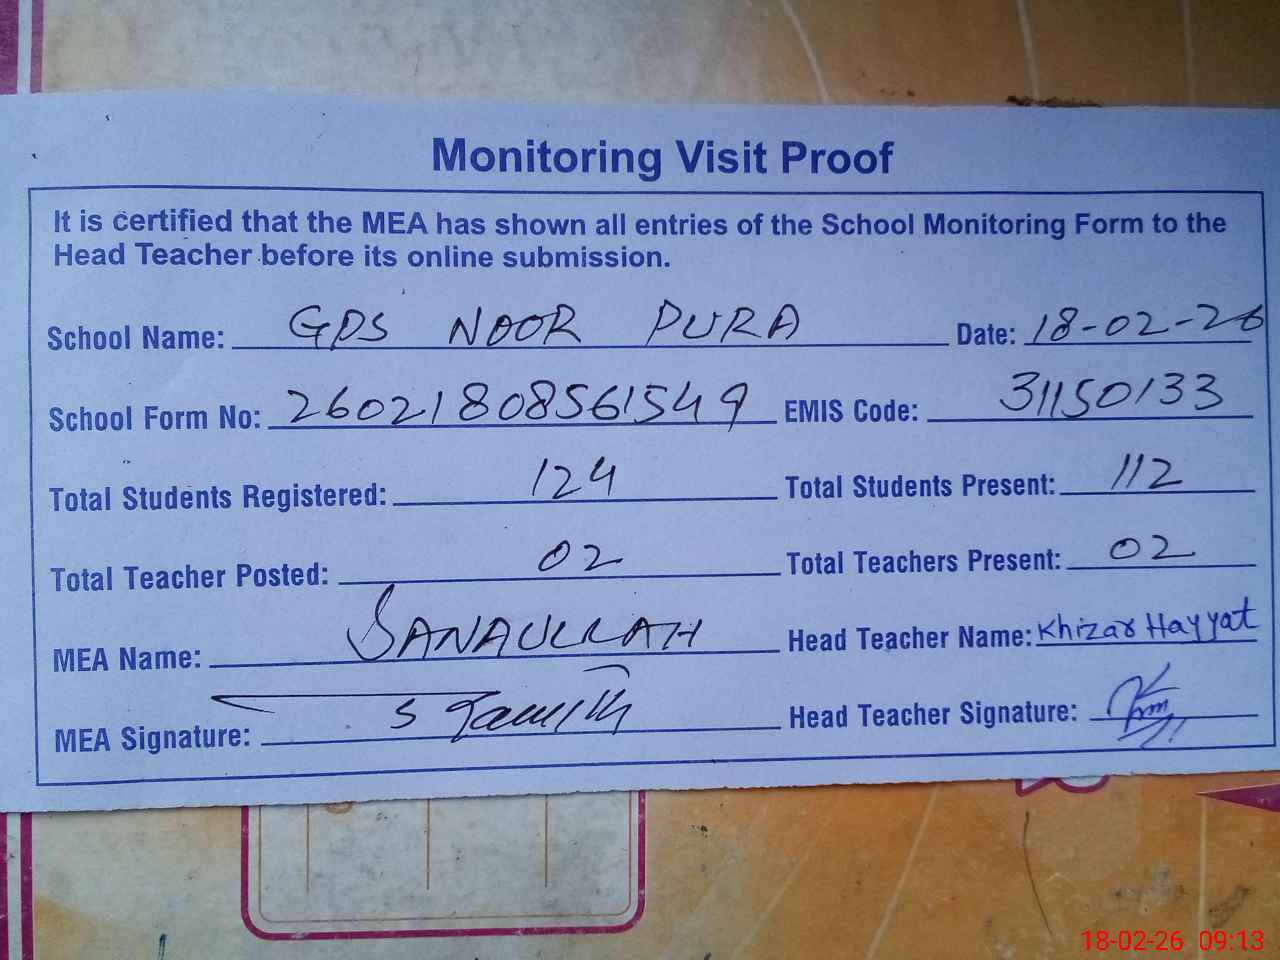 Monitoring Visit Proof
It is certified that the MEA has shown all entries of the School Monitoring Form to the
Head Teacher before its online submission.
School Name: GPS NOOR PURA Date: 18-02-26
School Form No: 26021808561549 EMIS Code: 31150133
Total Students Registered: 124 Total Students Present: 112
Total Teacher Posted: 02 Total Teachers Present: 02
MEA Name: SANAULLAH Head Teacher Name: Khizar Hayyat
MEA Signature: Head Teacher Signature:
18-02-26 09:13